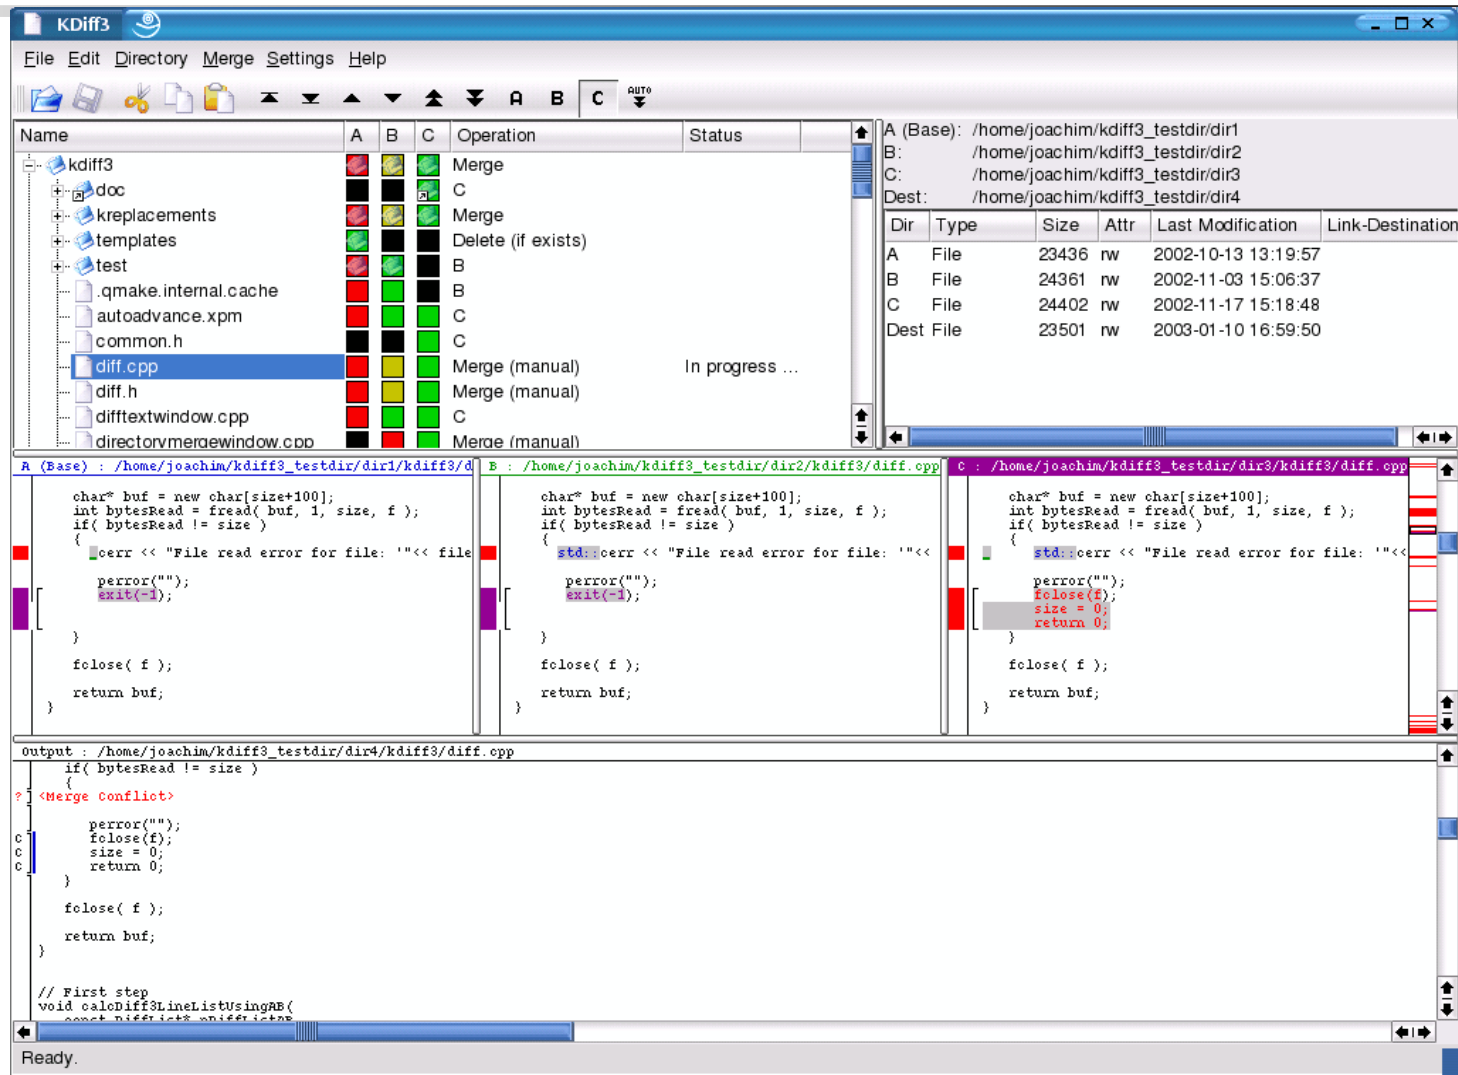 KDiff3
File Edit Directory Merge Settings Help
A B C AUTO
Name A B C Operation Status
kdiff3 Merge
doc C
kreplacements Merge
templates Delete (if exists)
test B
.qmake.internal.cache B
autoadvance.xpm C
common.h C
diff.cpp Merge (manual) In progress ...
diff.h Merge (manual)
difftextwindow.cpp C
directorymergewindow.cpp Merge (manual)
A (Base): /home/joachim/kdiff3_testdir/dir1
B: /home/joachim/kdiff3_testdir/dir2
C: /home/joachim/kdiff3_testdir/dir3
Dest: /home/joachim/kdiff3_testdir/dir4
Dir Type Size Attr Last Modification Link-Destination
A File 23436 rw 2002-10-13 13:19:57
B File 24361 rw 2002-11-03 15:06:37
C File 24402 rw 2002-11-17 15:18:48
Dest File 23501 rw 2003-01-10 16:59:50
A (Base) : /home/joachim/kdiff3_testdir/dir1/kdiff3/d
char* buf = new char[size+100];
int bytesRead = fread( buf, 1, size, f );
if( bytesRead != size )
{
_cerr << "File read error for file: '"<< file
perror("");
exit(-1);
}
fclose( f );
return buf;
}
B : /home/joachim/kdiff3_testdir/dir2/kdiff3/diff.cpp
char* buf = new char[size+100];
int bytesRead = fread( buf, 1, size, f );
if( bytesRead != size )
{
std::cerr << "File read error for file: '"<<
perror("");
exit(-1);
}
fclose( f );
return buf;
}
C : /home/joachim/kdiff3_testdir/dir3/kdiff3/diff.cpp
char* buf = new char[size+100];
int bytesRead = fread( buf, 1, size, f );
if( bytesRead != size )
{
_ std::cerr << "File read error for file: '"<<
perror("");
fclose(f);
size = 0;
return 0;
}
fclose( f );
return buf;
}
Output : /home/joachim/kdiff3_testdir/dir4/kdiff3/diff.cpp
if( bytesRead != size )
{
? <Merge Conflict>
perror("");
C fclose(f);
C size = 0;
C return 0;
}
fclose( f );
return buf;
}
// First step
void calcDiff3LineListUsingAB(
const DiffList* pDiffListAB
Ready.